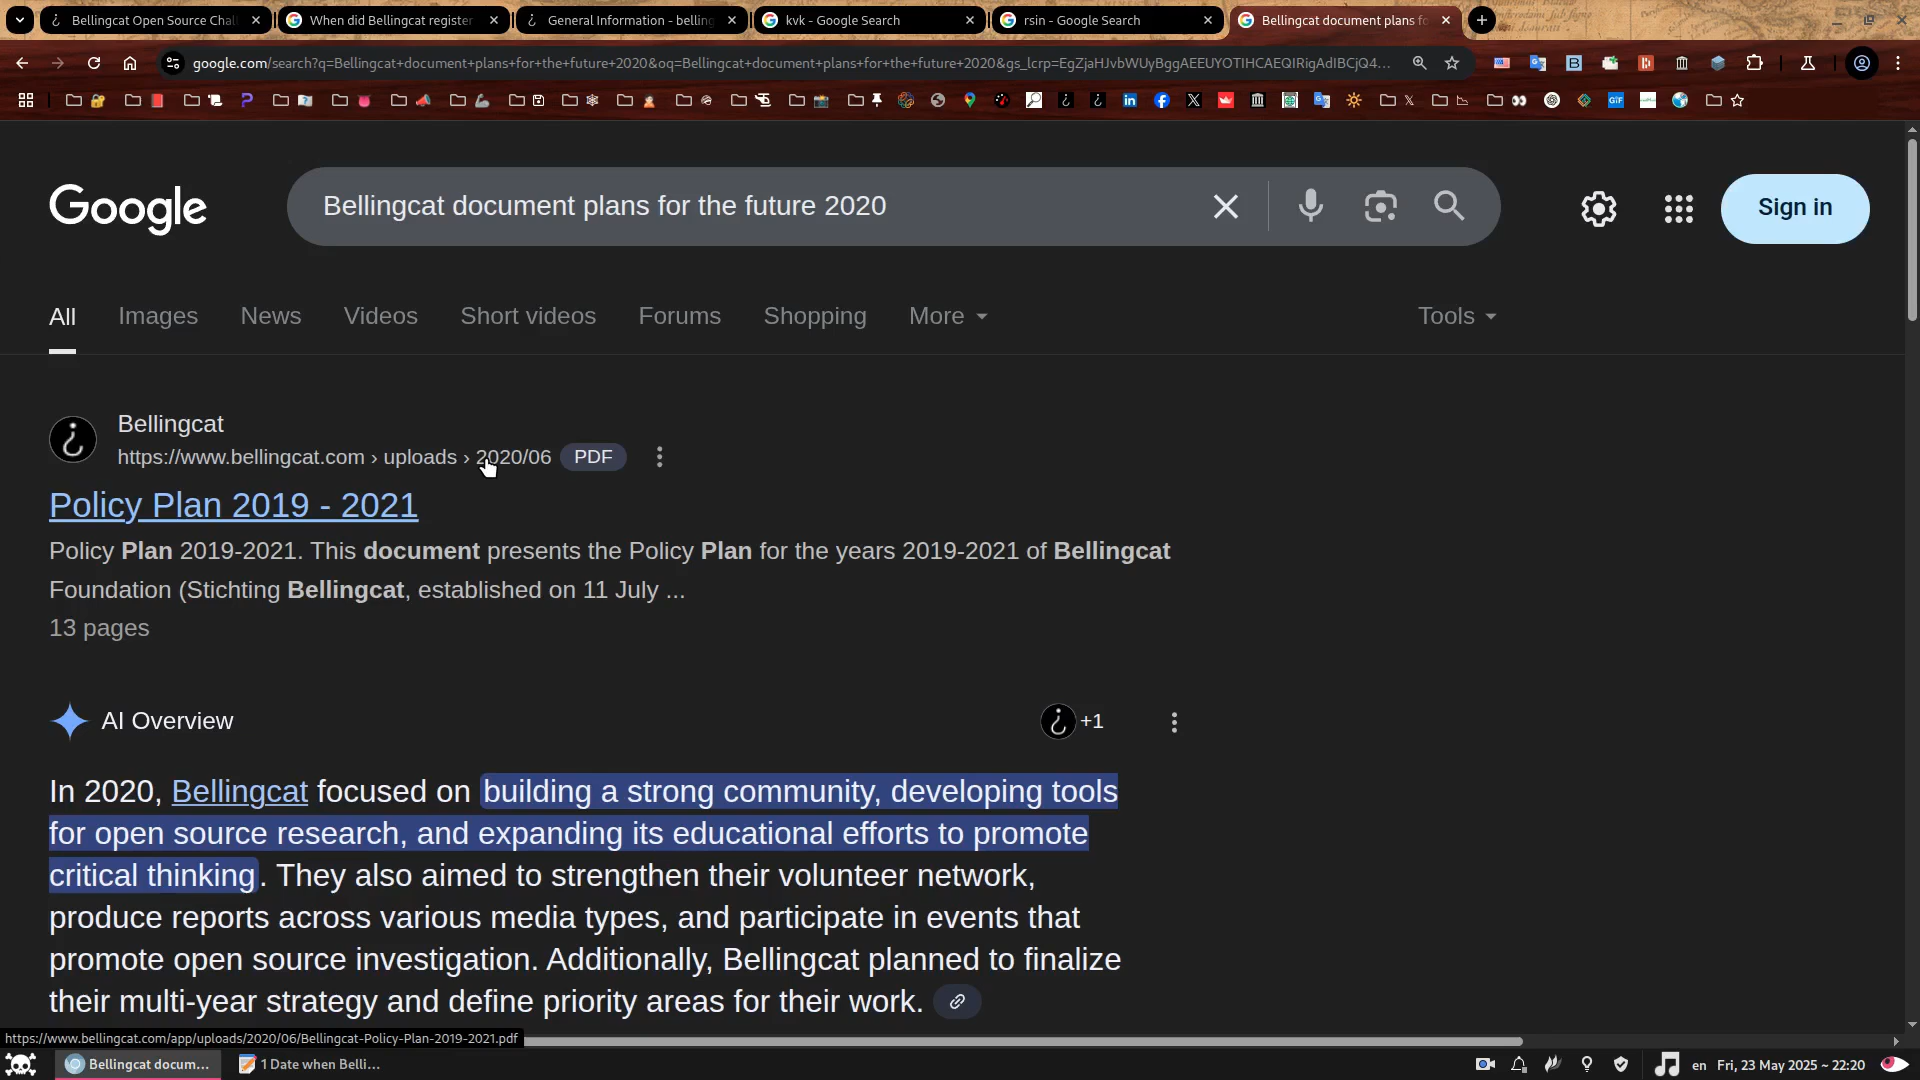 Bellingcat Open Source Chal
When did Bellingcat register
General Information - belling
kvk - Google Search
rsin - Google Search
Bellingcat document plans fo
google.com/search?q=Bellingcat+document+plans+for+the+future+2020&oq=Bellingcat+document+plans+for+the+future+2020&gs_lcrp=EgZjaHJvbWUyBggAEEUYOTIHCAEQIRigAdIBCjQ4...
Google
Bellingcat document plans for the future 2020
Sign in
All
Images
News
Videos
Short videos
Forums
Shopping
More
Tools
Bellingcat
https://www.bellingcat.com › uploads › 2020/06
PDF
Policy Plan 2019 - 2021
Policy Plan 2019-2021. This document presents the Policy Plan for the years 2019-2021 of Bellingcat
Foundation (Stichting Bellingcat, established on 11 July ...
13 pages
AI Overview
+1
In 2020, Bellingcat focused on building a strong community, developing tools
for open source research, and expanding its educational efforts to promote
critical thinking. They also aimed to strengthen their volunteer network,
produce reports across various media types, and participate in events that
promote open source investigation. Additionally, Bellingcat planned to finalize
their multi-year strategy and define priority areas for their work.
https://www.bellingcat.com/app/uploads/2020/06/Bellingcat-Policy-Plan-2019-2021.pdf
Bellingcat docum...
1 Date when Belli...
en
Fri, 23 May 2025 ~ 22:20